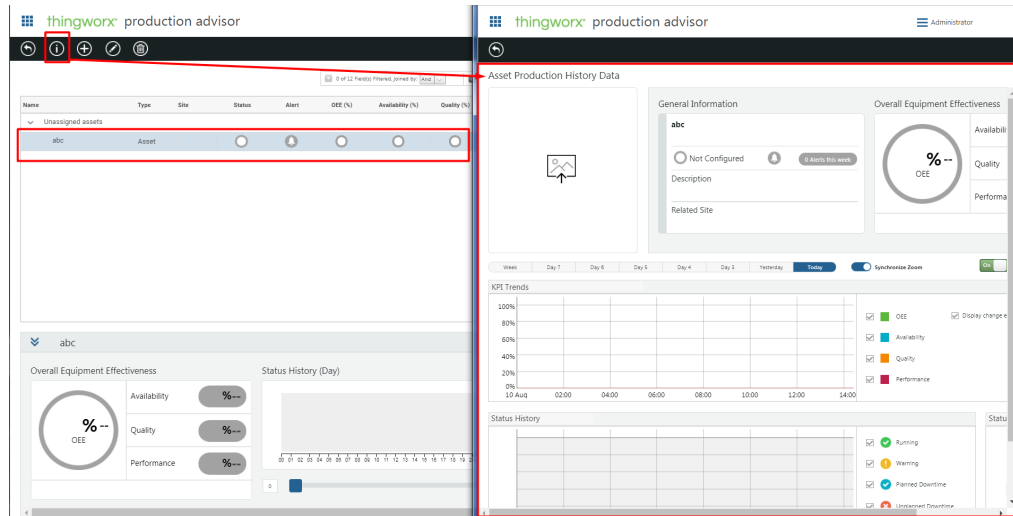 thingworx production advisor
0 of 12 Field(s) Filtered, Joined by: And
Name Type Site Status Alert OEE (%) Availability (%) Quality (%)
Unassigned assets
abc Asset
abc
Overall Equipment Effectiveness
Status History (Day)
Availability %--
%--
OEE
Quality %--
Performance %--
00 01 02 03 04 05 06 07 08 09 10 11 12 13 14 15 16 17 18 19
0
thingworx production advisor
Administrator
Asset Production History Data
General Information
Overall Equipment Effectiveness
abc
Not Configured
0 Alerts this week
Description
Related Site
Availabili
%--
OEE
Quality
Performa
Week Day 7 Day 6 Day 5 Day 4 Day 3 Yesterday Today
Synchronize Zoom
On
KPI Trends
100%
80%
60%
40%
20%
0%
10 Aug 02:00 04:00 06:00 08:00 10:00 12:00 14:00
OEE
Display change e
Availability
Quality
Performance
Status History
Statu
Running
Warning
Planned Downtime
Unplanned Downtime